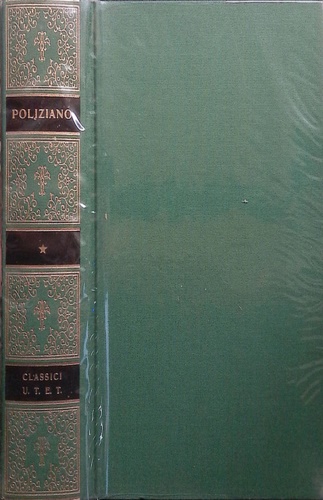 POLIZIANO
CLASSICI
U. T. E. T.